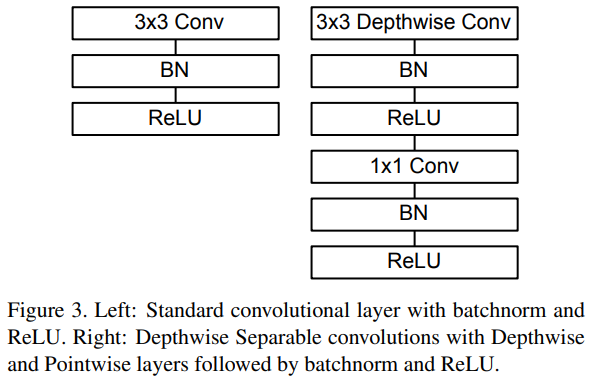 3x3 Conv
BN
ReLU
3x3 Depthwise Conv
BN
ReLU
1x1 Conv
BN
ReLU
Figure 3. Left: Standard convolutional layer with batchnorm and
ReLU. Right: Depthwise Separable convolutions with Depthwise
and Pointwise layers followed by batchnorm and ReLU.